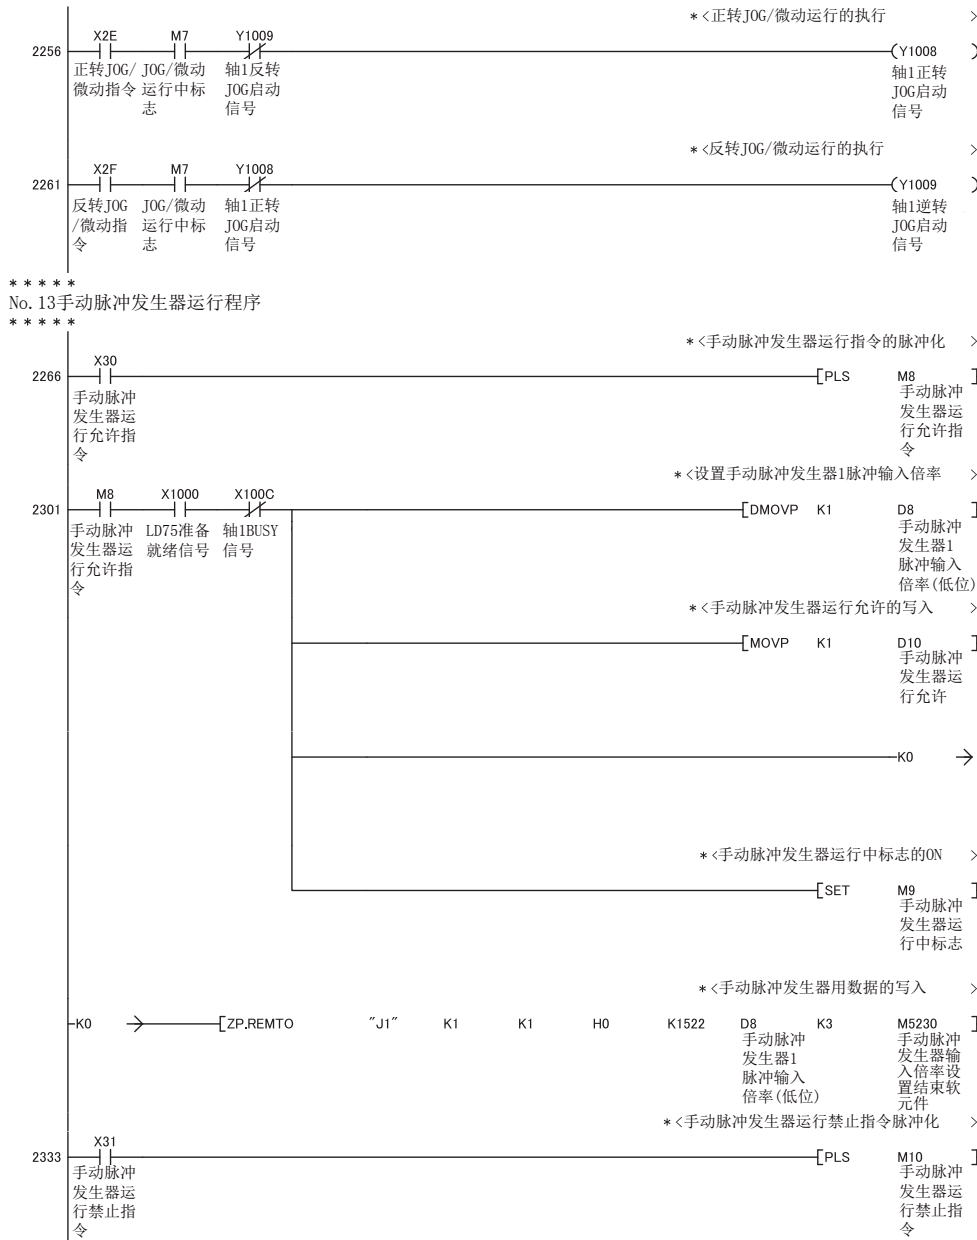 *<正转JOG/微动运行的执行 >
X2E M7 Y1009
2256 (Y1008 )
正转JOG/ JOG/微动 轴1反转 轴1正转
微动指令 运行中标 JOG启动 JOG启动
志 信号 信号
*<反转JOG/微动运行的执行 >
X2F M7 Y1008
2261 (Y1009 )
反转JOG JOG/微动 轴1正转 轴1逆转
/微动指 运行中标 JOG启动 JOG启动
令 志 信号 信号
*****
No.13手动脉冲发生器运行程序
*****
*<手动脉冲发生器运行指令的脉冲化 >
X30
2266 [PLS M8 ]
手动脉冲 手动脉冲
发生器运 发生器运
行允许指 行允许指
令 令
*<设置手动脉冲发生器1脉冲输入倍率 >
M8 X1000 X100C
2301 [DMOVP K1 D8 ]
手动脉冲 LD75准备 轴1BUSY 手动脉冲
发生器运 就绪信号 信号 发生器1
行允许指 脉冲输入
令 倍率(低位)
*<手动脉冲发生器运行允许的写入 >
[MOVP K1 D10 ]
手动脉冲
发生器运
行允许
K0
*<手动脉冲发生器运行中标志的ON >
[SET M9 ]
手动脉冲
发生器运
行中标志
*<手动脉冲发生器用数据的写入 >
K0 [ZP.REMTO "J1" K1 K1 H0 K1522 D8 K3 M5230 ]
手动脉冲 手动脉冲
发生器1 发生器输
脉冲输入 入倍率设
倍率(低位) 置结束软
元件
*<手动脉冲发生器运行禁止指令脉冲化 >
X31
2333 [PLS M10 ]
手动脉冲 手动脉冲
发生器运 发生器运
行禁止指 行禁止指
令 令